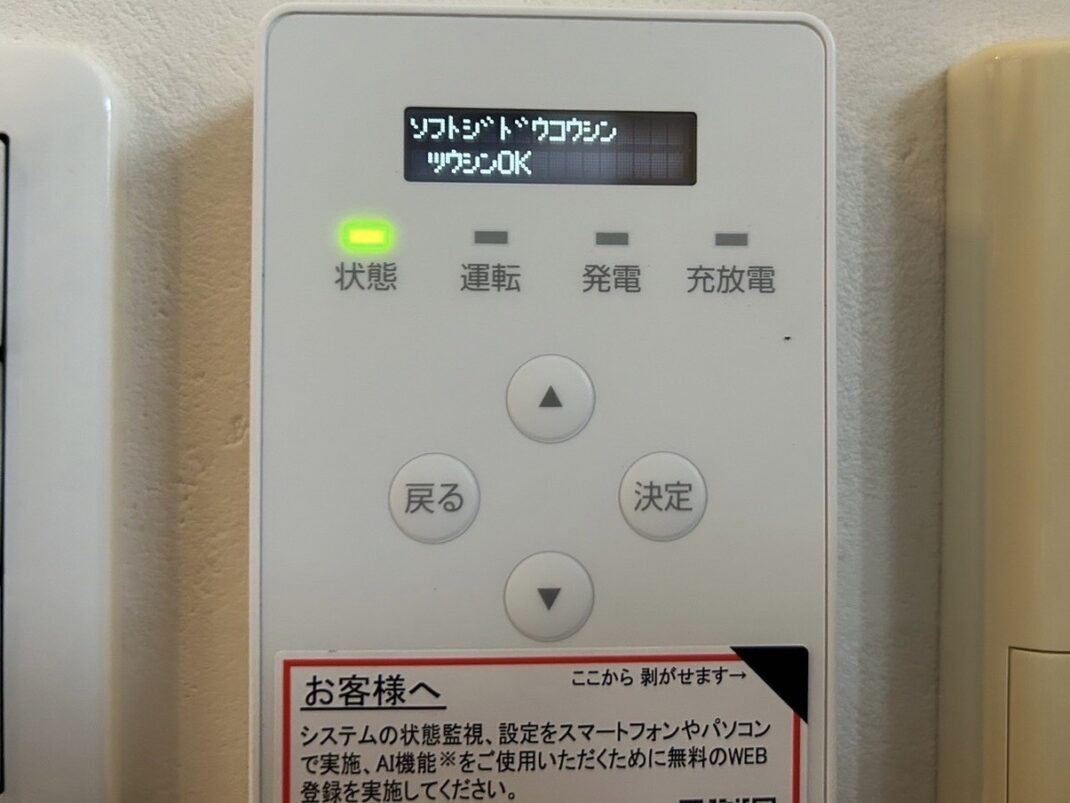 ソフトジドウコウシン
ツウシンOK
状態 運転 発電 充放電
▲
戻る 決定
▼
お客様へ ここから 剥がせます→
システムの状態監視、設定をスマートフォンやパソコン
で実施、AI機能※をご使用いただくために無料のWEB
登録を実施してください。